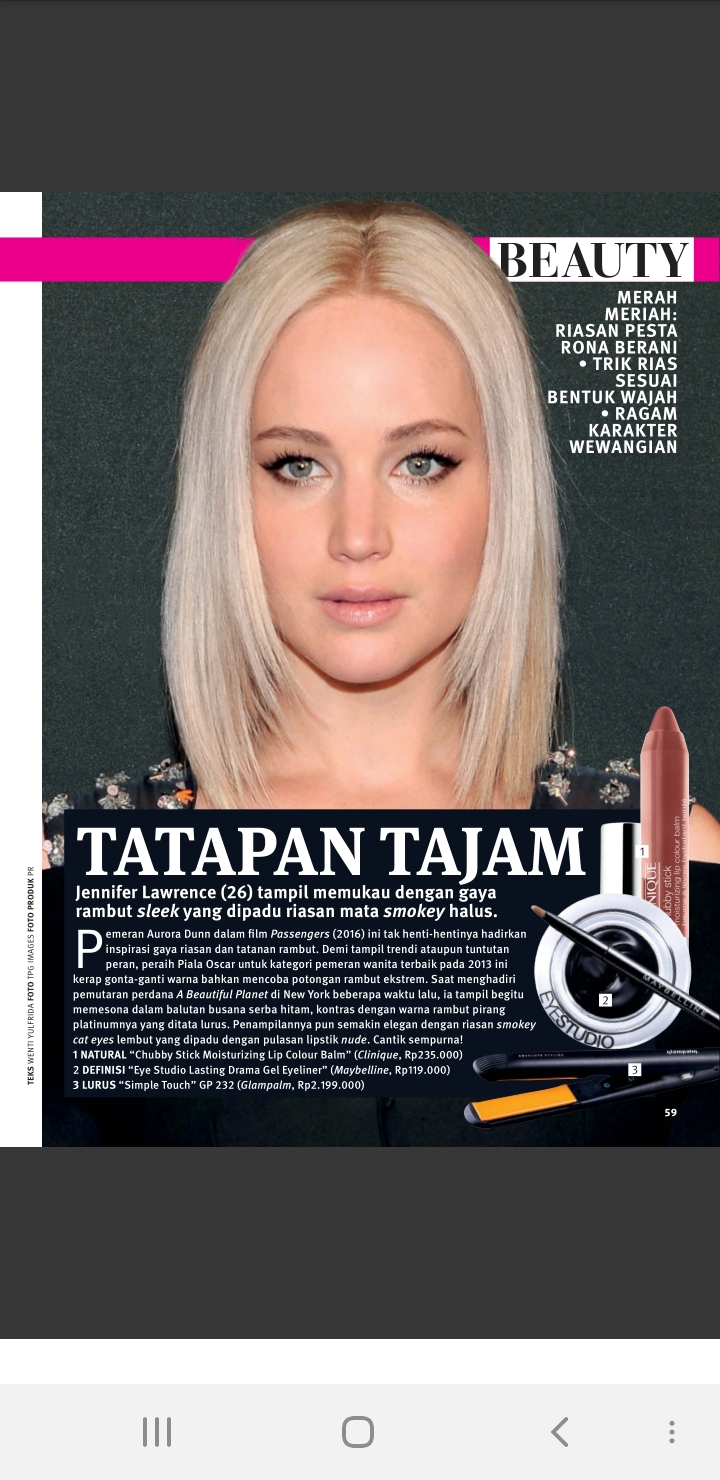 BEAUTY
MERAH
MERIAH:
RIASAN PESTA
RONA BERANI
• TRIK RIAS
SESUAI
BENTUK WAJAH
• RAGAM
KARAKTER
WEWANGIAN
TATAPAN TAJAM
Jennifer Lawrence (26) tampil memukau dengan gaya
rambut sleek yang dipadu riasan mata smokey halus.
Pemeran Aurora Dunn dalam film Passengers (2016) ini tak henti-hentinya hadirkan
inspirasi gaya riasan dan tatanan rambut. Demi tampil trendi ataupun tuntutan
peran, peraih Piala Oscar untuk kategori pemeran wanita terbaik pada 2013 ini
kerap gonta-ganti warna bahkan mencoba potongan rambut ekstrem. Saat menghadiri
pemutaran perdana A Beautiful Planet di New York beberapa waktu lalu, ia tampil begitu
memesona dalam balutan busana serba hitam, kontras dengan warna rambut pirang
platinumnya yang ditata lurus. Penampilannya pun semakin elegan dengan riasan smokey
cat eyes lembut yang dipadu dengan pulasan lipstik nude. Cantik sempurna!
1 NATURAL “Chubby Stick Moisturizing Lip Colour Balm” (Clinique, Rp235.000)
2 DEFINISI “Eye Studio Lasting Drama Gel Eyeliner” (Maybelline, Rp119.000)
3 LURUS “Simple Touch” GP 232 (Glampalm, Rp2.199.000)
TEKS WENTI YULFRIDA FOTO TPG IMAGES FOTO PRODUK PR
1
NIQUE
ubby stick
moisturizing lip colour balm
2
EYESTUDIO
MAYBELLINE
3
glampalm
59